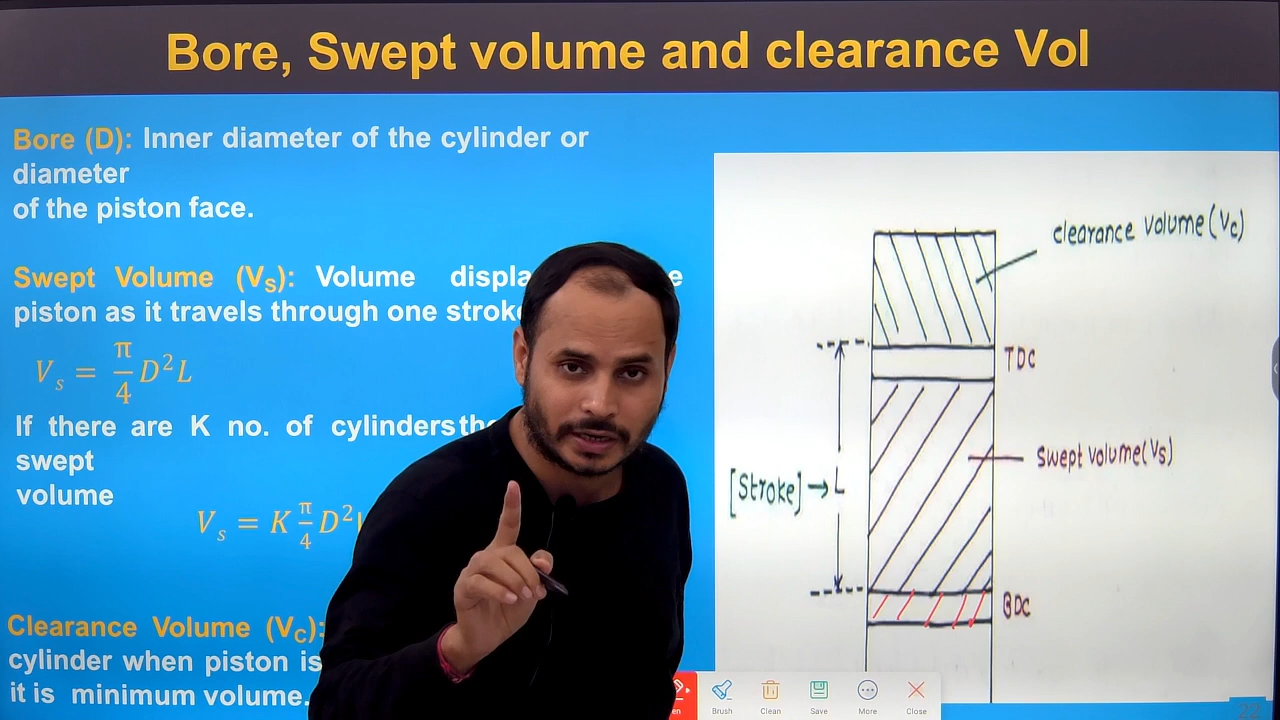 Bore, Swept volume and clearance Vol
Bore (D): Inner diameter of the cylinder or
diameter
of the piston face.
Swept Volume (VS): Volume
piston as it travels through one
V_s = π/4 D²L
If there are K no. of cylinders
swept
volume
V_s = K π/4 D²
Clearance Volume (VC):
cylinder when piston is
it is minimum volume.
clearance volume(Vc)
TDC
swept volume(Vs)
[Stroke]→L
BDC
Brush
Clean
Save
More
Close
22